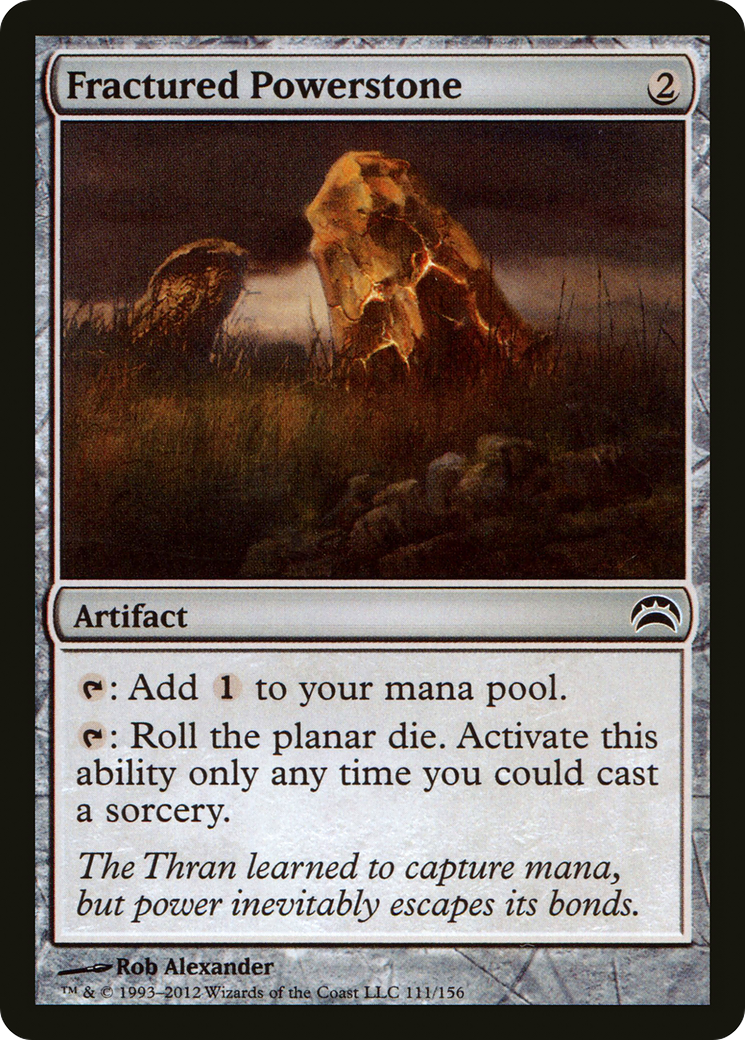 Fractured Powerstone 2
Artifact
: Add 1 to your mana pool.
: Roll the planar die. Activate this
ability only any time you could cast
a sorcery.
The Thran learned to capture mana,
but power inevitably escapes its bonds.
Rob Alexander
™ & © 1993–2012 Wizards of the Coast LLC 111/156